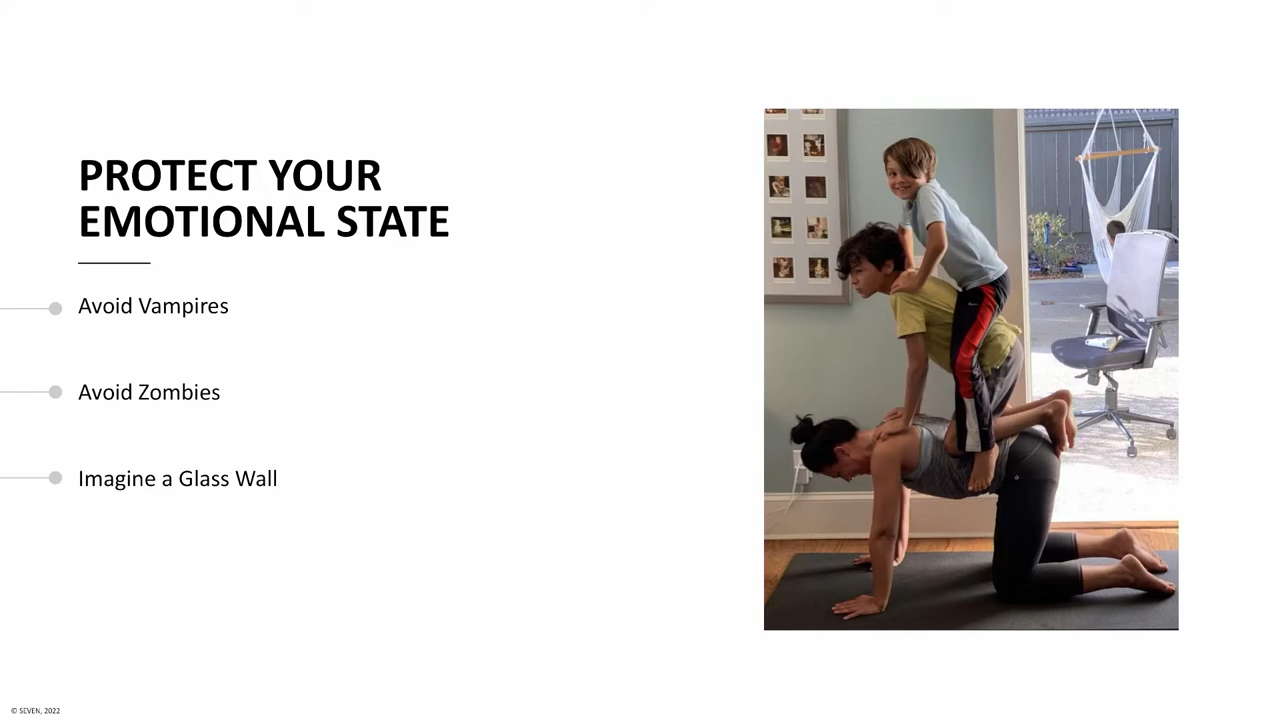 PROTECT YOUR
EMOTIONAL STATE
Avoid Vampires
Avoid Zombies
Imagine a Glass Wall
© SEVEN, 2022